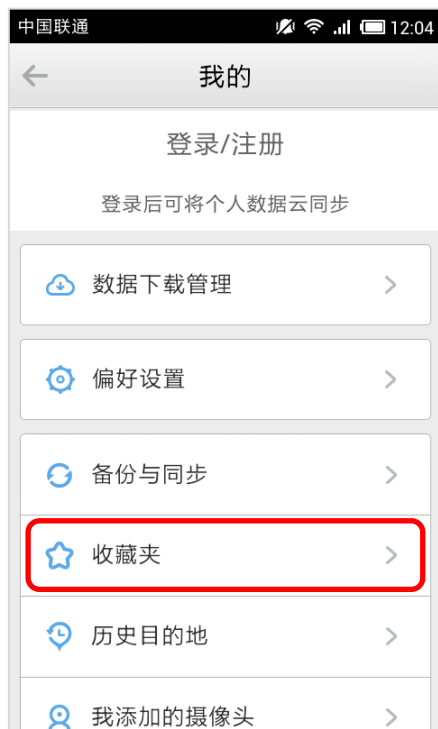 中国联通 12:04
我的
登录/注册
登录后可将个人数据云同步
数据下载管理
偏好设置
备份与同步
收藏夹
历史目的地
我添加的摄像头